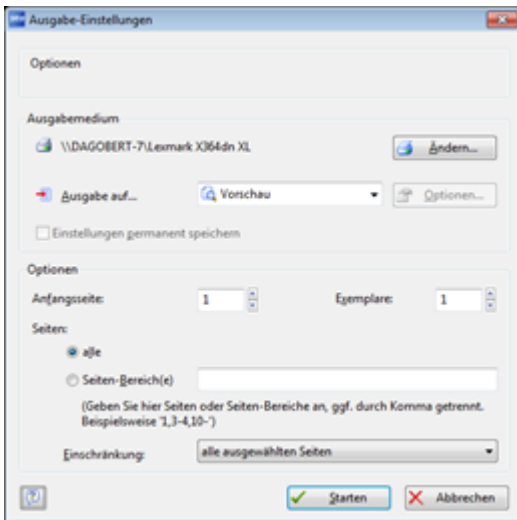 Ausgabe-Einstellungen
Optionen
Ausgabemedium
\\DAGOBERT-7\Lexmark X364dn XL
Ändern...
Ausgabe auf...
Vorschau
Optionen...
Einstellungen permanent speichern
Optionen
Anfangsseite:
1
Exemplare:
1
Seiten:
alle
Seiten-Bereich(e)
(Geben Sie hier Seiten oder Seiten-Bereiche an, ggf. durch Komma getrennt.
Beispielsweise '1,3-4,10-')
Einschränkung:
alle ausgewählten Seiten
Starten
Abbrechen